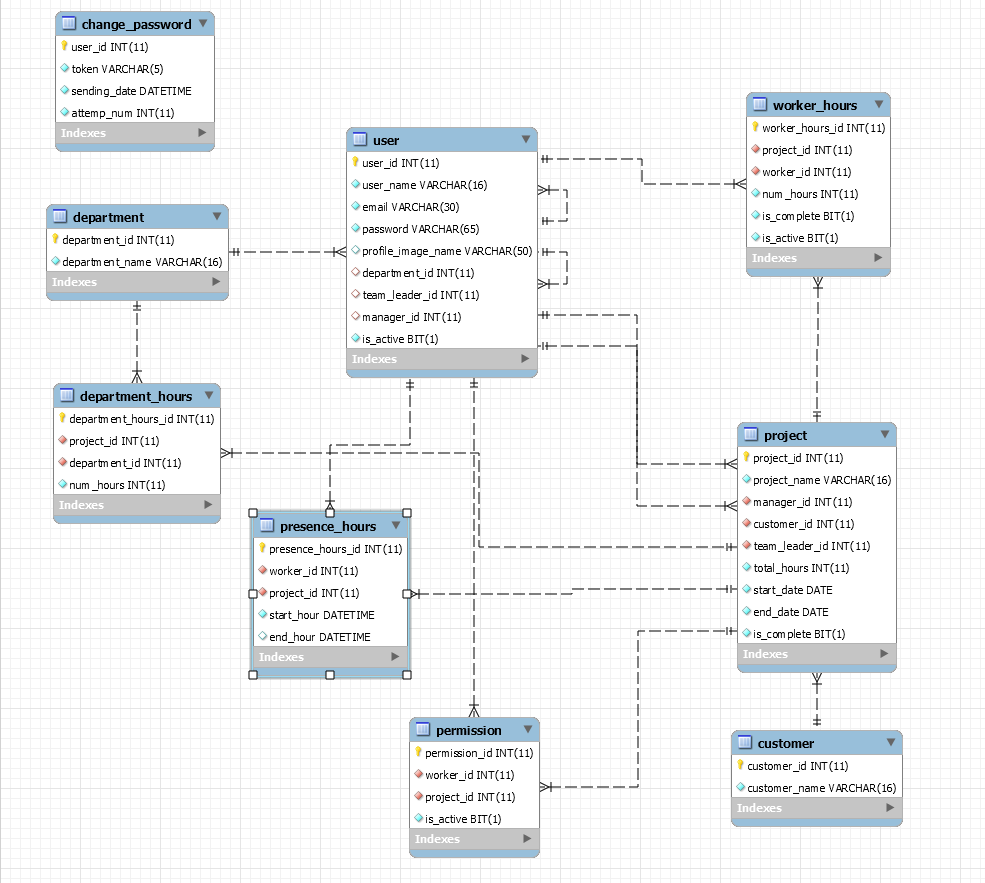 change_password
user_id INT(11)
token VARCHAR(5)
sending_date DATETIME
attemp_num INT(11)
Indexes
worker_hours
worker_hours_id INT(11)
project_id INT(11)
worker_id INT(11)
num_hours INT(11)
is_complete BIT(1)
is_active BIT(1)
Indexes
user
user_id INT(11)
user_name VARCHAR(16)
email VARCHAR(30)
password VARCHAR(65)
profile_image_name VARCHAR(50)
department_id INT(11)
team_leader_id INT(11)
manager_id INT(11)
is_active BIT(1)
Indexes
department
department_id INT(11)
department_name VARCHAR(16)
Indexes
department_hours
department_hours_id INT(11)
project_id INT(11)
department_id INT(11)
num_hours INT(11)
Indexes
project
project_id INT(11)
project_name VARCHAR(16)
manager_id INT(11)
customer_id INT(11)
team_leader_id INT(11)
total_hours INT(11)
start_date DATE
end_date DATE
is_complete BIT(1)
Indexes
presence_hours
presence_hours_id INT(11)
worker_id INT(11)
project_id INT(11)
start_hour DATETIME
end_hour DATETIME
Indexes
permission
permission_id INT(11)
worker_id INT(11)
project_id INT(11)
is_active BIT(1)
Indexes
customer
customer_id INT(11)
customer_name VARCHAR(16)
Indexes